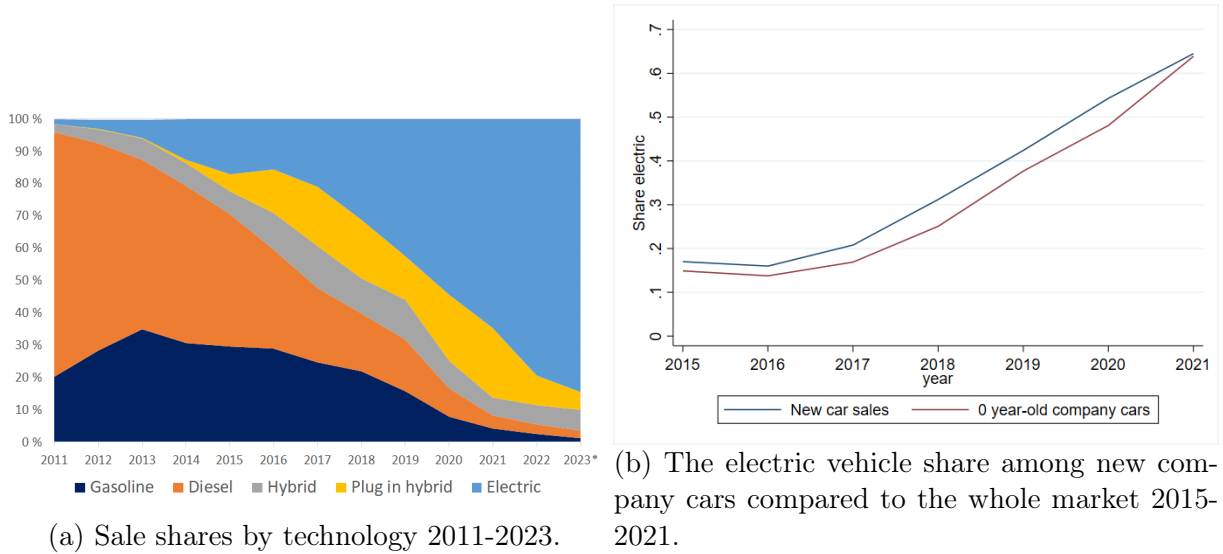 100 %
90 %
80 %
70 %
60 %
50 %
40 %
30 %
20 %
10 %
0 %
2011 2012 2013 2014 2015 2016 2017 2018 2019 2020 2021 2022 2023*
Gasoline Diesel Hybrid Plug in hybrid Electric
(a) Sale shares by technology 2011-2023.
Share electric
.7
.6
.5
.4
.3
.2
.1
0
2015 2016 2017 2018 2019 2020 2021
year
New car sales 0 year-old company cars
(b) The electric vehicle share among new com-
pany cars compared to the whole market 2015-
2021.